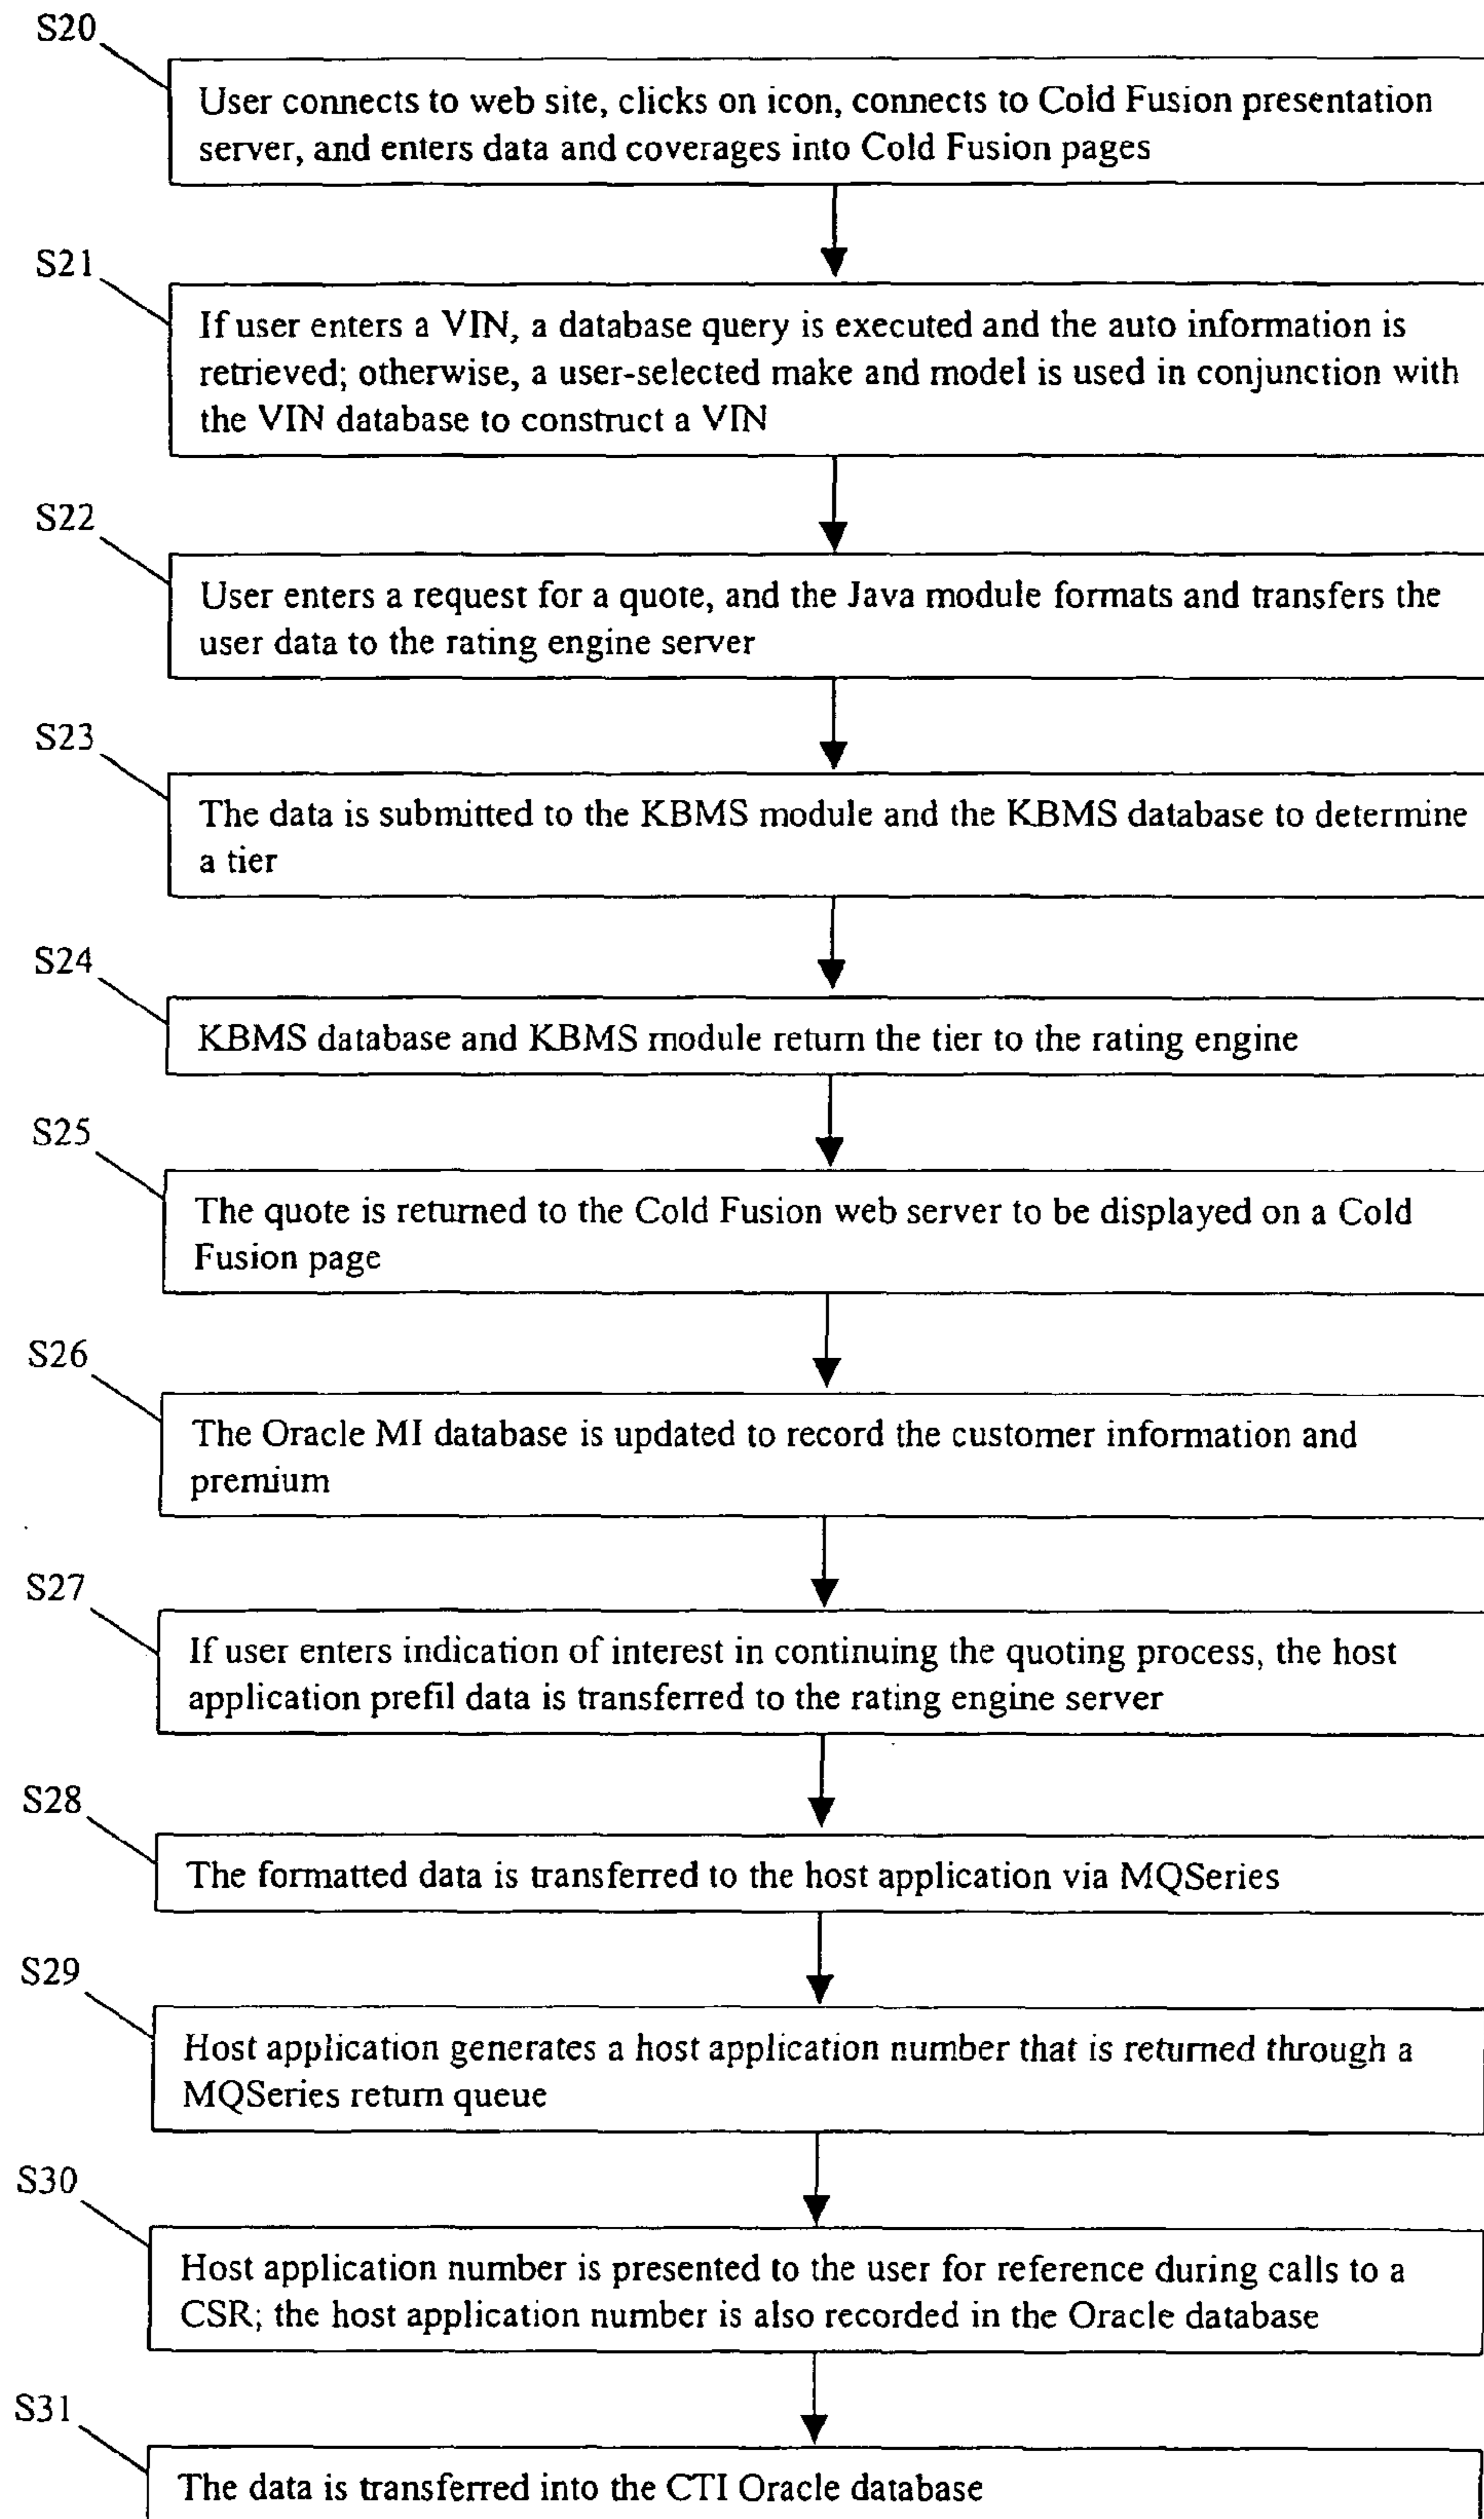 S20
User connects to web site, clicks on icon, connects to Cold Fusion presentation
server, and enters data and coverages into Cold Fusion pages
S21
If user enters a VIN, a database query is executed and the auto information is
retrieved; otherwise, a user-selected make and model is used in conjunction with
the VIN database to construct a VIN
S22
User enters a request for a quote, and the Java module formats and transfers the
user data to the rating engine server
S23
The data is submitted to the KBMS module and the KBMS database to determine
a tier
S24
KBMS database and KBMS module return the tier to the rating engine
S25
The quote is returned to the Cold Fusion web server to be displayed on a Cold
Fusion page
S26
The Oracle MI database is updated to record the customer information and
premium
S27
If user enters indication of interest in continuing the quoting process, the host
application prefil data is transferred to the rating engine server
S28
The formatted data is transferred to the host application via MQSeries
S29
Host application generates a host application number that is returned through a
MQSeries return queue
S30
Host application number is presented to the user for reference during calls to a
CSR; the host application number is also recorded in the Oracle database
S31
The data is transferred into the CTI Oracle database